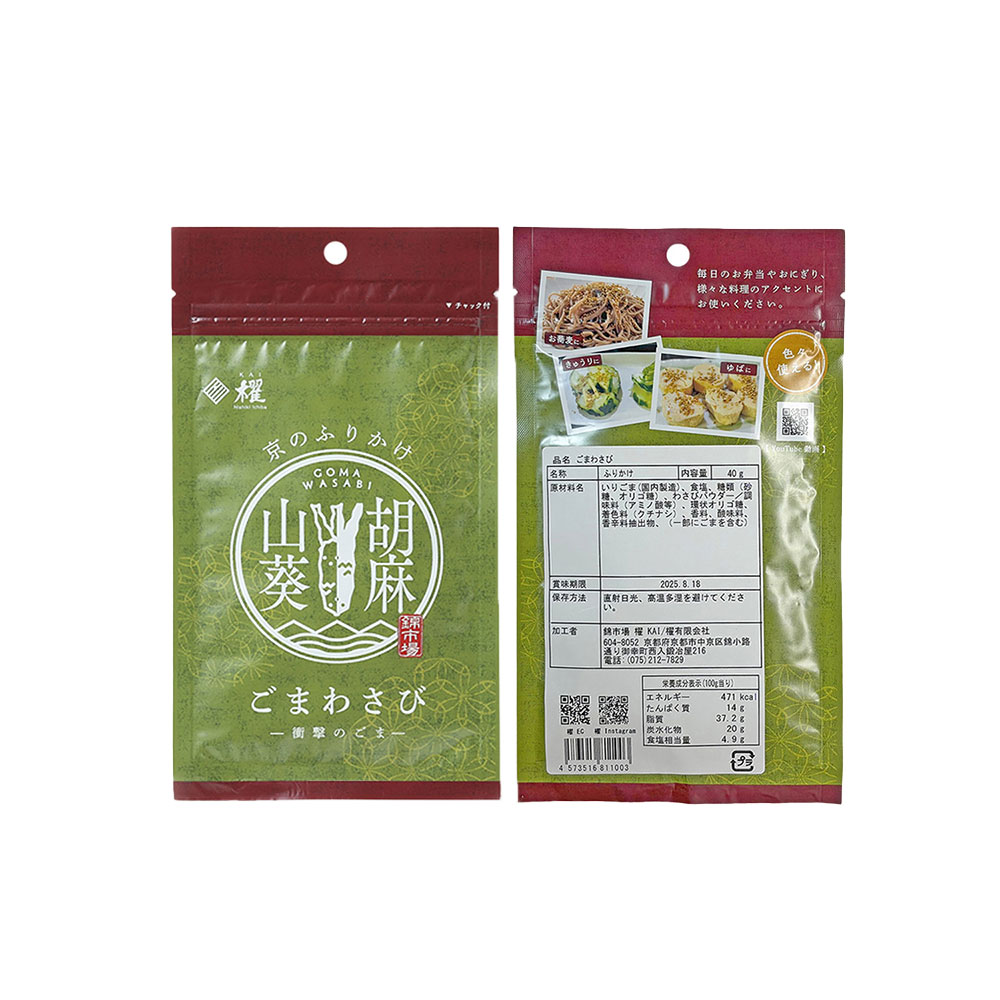 ▼チャック付
KAI
櫂
Nishiki Ichiba
京のふりかけ
GOMA
WASABI
胡麻
山葵
錦市場
ごまわさび
―衝撃のごま―
毎日のお弁当やおにぎり、
様々な料理のアクセントに
お使いください。
お蕎麦に
きゅうりに
ゆばに
色々
使える
【YouTube 動画】
品名 ごまわさび
名称 ふりかけ 内容量 40g
原材料名 いりごま(国内製造)、食塩、糖類(砂
糖、オリゴ糖)、わさびパウダー/調
味料(アミノ酸等)、環状オリゴ糖、
着色料(クチナシ)、香料、酸味料、
香辛料抽出物、(一部にごまを含む)
賞味期限 2025.8.18
保存方法 直射日光、高温多湿を避けてくださ
い。
加工者 錦市場 櫂 KAI/櫂有限会社
604-8052 京都府京都市中京区錦小路
通り御幸町西入鍛冶屋216
電話:(075)212-7829
栄養成分表示(100g当り)
エネルギー 471 kcal
たんぱく質 14 g
脂質 37.2 g
炭水化物 20 g
食塩相当量 4.9 g
櫂 EC 櫂 Instagram
4 573516 811003
プラ